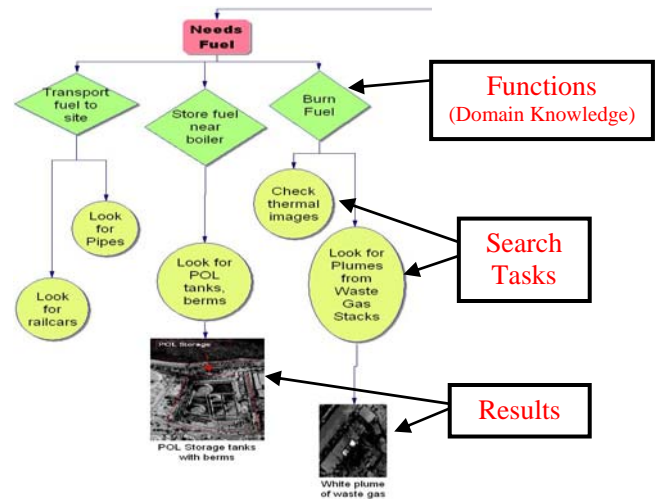 Needs
Fuel
Transport
fuel to
site
Store fuel
near
boiler
Burn
Fuel
Functions
(Domain Knowledge)
Look
for
Pipes
Check
thermal
images
Look
for
railcars
Look for
POL
tanks,
berms
Look for
Plumes
from
Waste
Gas
Stacks
Search
Tasks
POL Storage
POL Storage tanks
with berms
Results
White plume
of waste gas